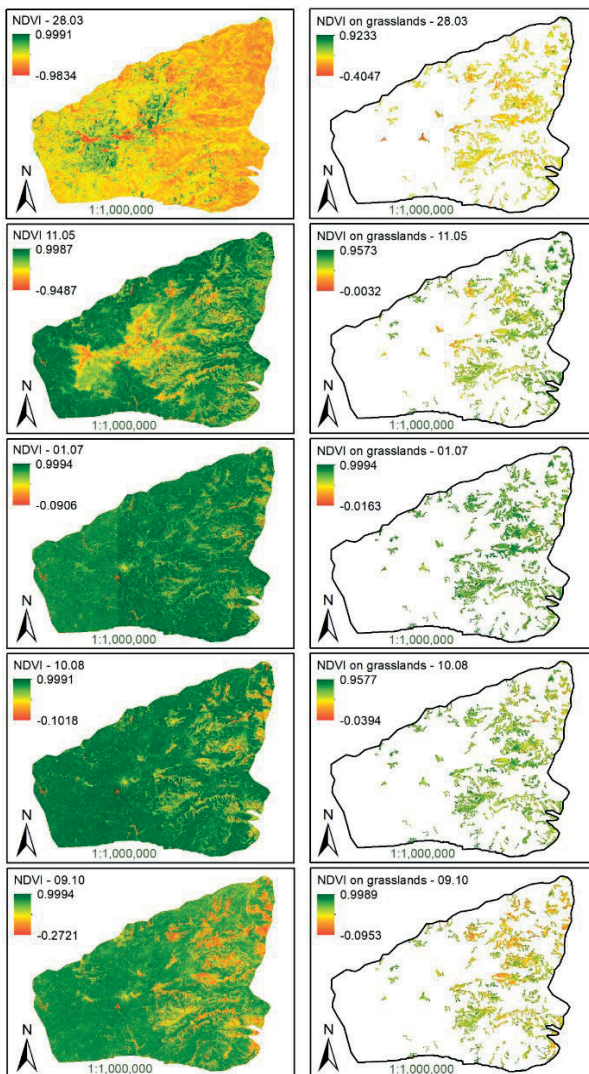 NDVI - 28.03
0.9991
-0.9834
N
1:1,000,000
NDVI on grasslands - 28.03
0.9233
-0.4047
N
1:1,000,000
NDVI 11.05
0.9987
-0.9487
N
1:1,000,000
NDVI on grasslands - 11.05
0.9573
-0.0032
N
1:1,000,000
NDVI - 01.07
0.9994
-0.0906
N
1:1,000,000
NDVI on grasslands - 01.07
0.9994
-0.0163
N
1:1,000,000
NDVI - 10.08
0.9991
-0.1018
N
1:1,000,000
NDVI on grasslands - 10.08
0.9577
-0.0394
N
1:1,000,000
NDVI - 09.10
0.9994
-0.2721
N
1:1,000,000
NDVI on grasslands - 09.10
0.9989
-0.0953
N
1:1,000,000